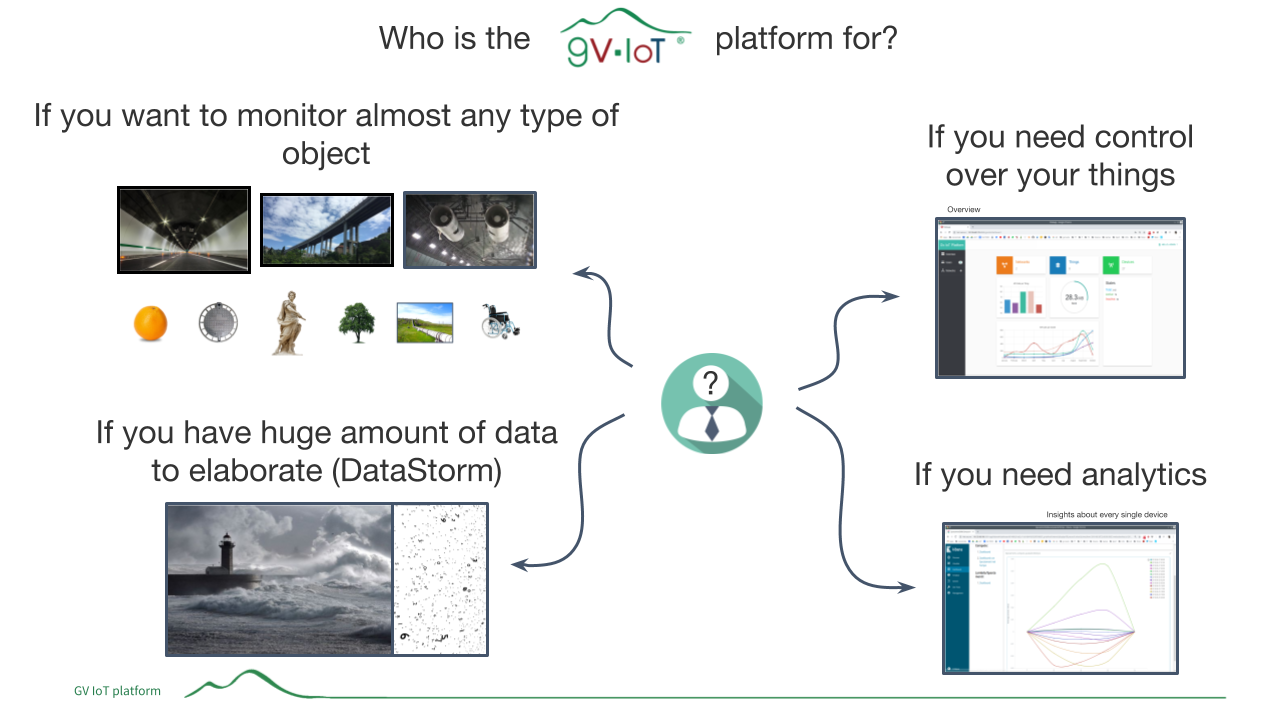 Who is the gV·IoT ® platform for?
If you want to monitor almost any type of
object
If you need control
over your things
Overview
28.3
?
If you have huge amount of data
to elaborate (DataStorm)
If you need analytics
Insights about every single device
GV IoT platform